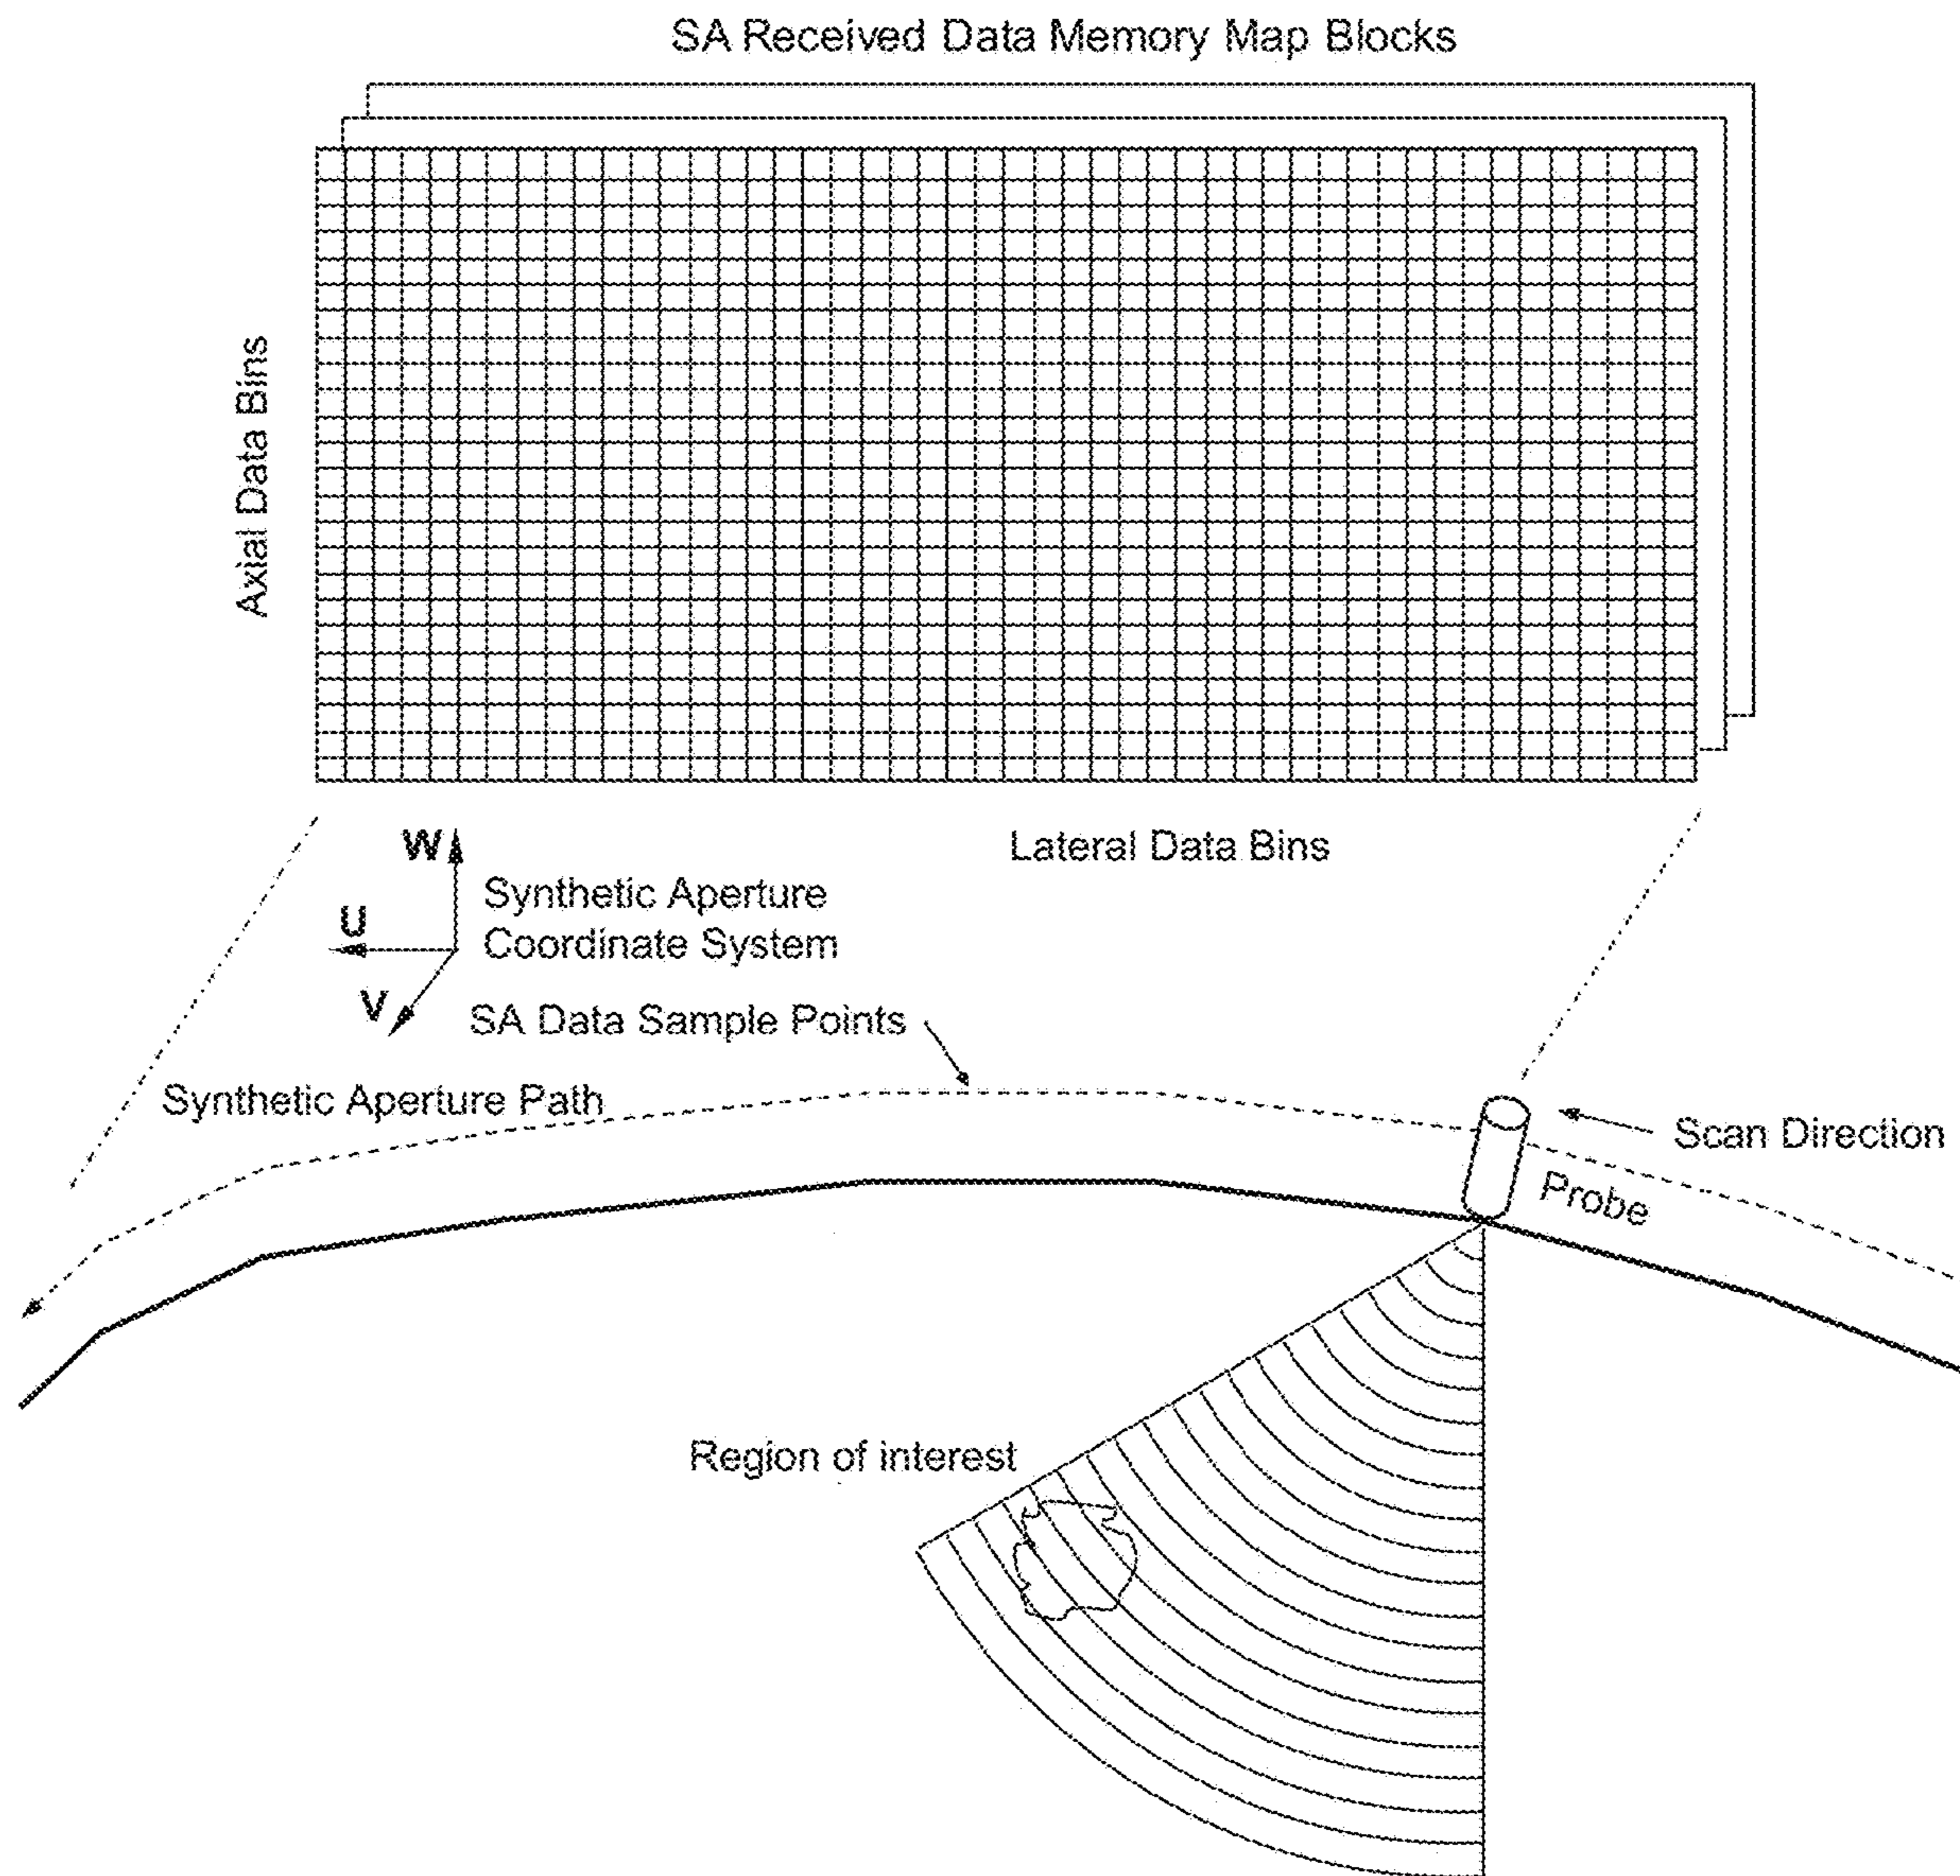 SA Received Data Memory Map Blocks
Axial Data Bins
Lateral Data Bins
W
U
V
Synthetic Aperture
Coordinate System
SA Data Sample Points
Synthetic Aperture Path
Scan Direction
Probe
Region of interest